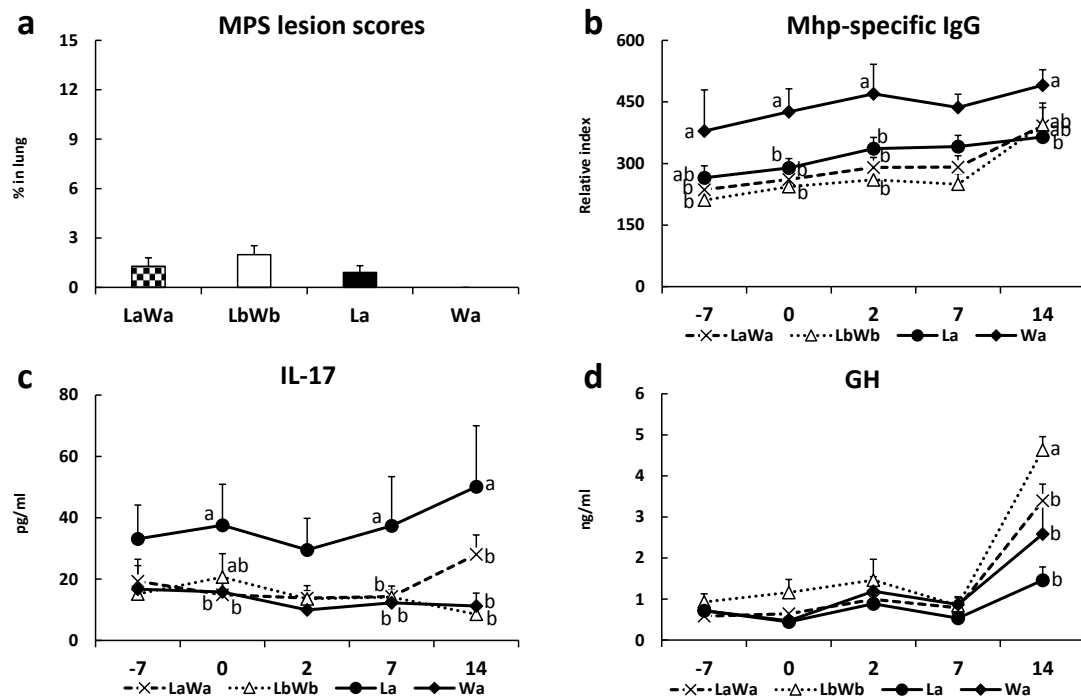 a MPS lesion scores
15
12
9
6
3
0
% in lung
LaWa LbWb La Wa
b Mhp-specific IgG
600
450
300
150
0
Relative index
a a a a
ab b b ab
b b b ab
b b b b
-7 0 2 7 14
LaWa LbWb La Wa
c IL-17
80
60
40
20
0
pg/ml
a a a
ab b b
b b b b b b
-7 0 2 7 14
LaWa LbWb La Wa
d GH
6
5
4
3
2
1
0
ng/ml
a
b
b
b
-7 0 2 7 14
LaWa LbWb La Wa